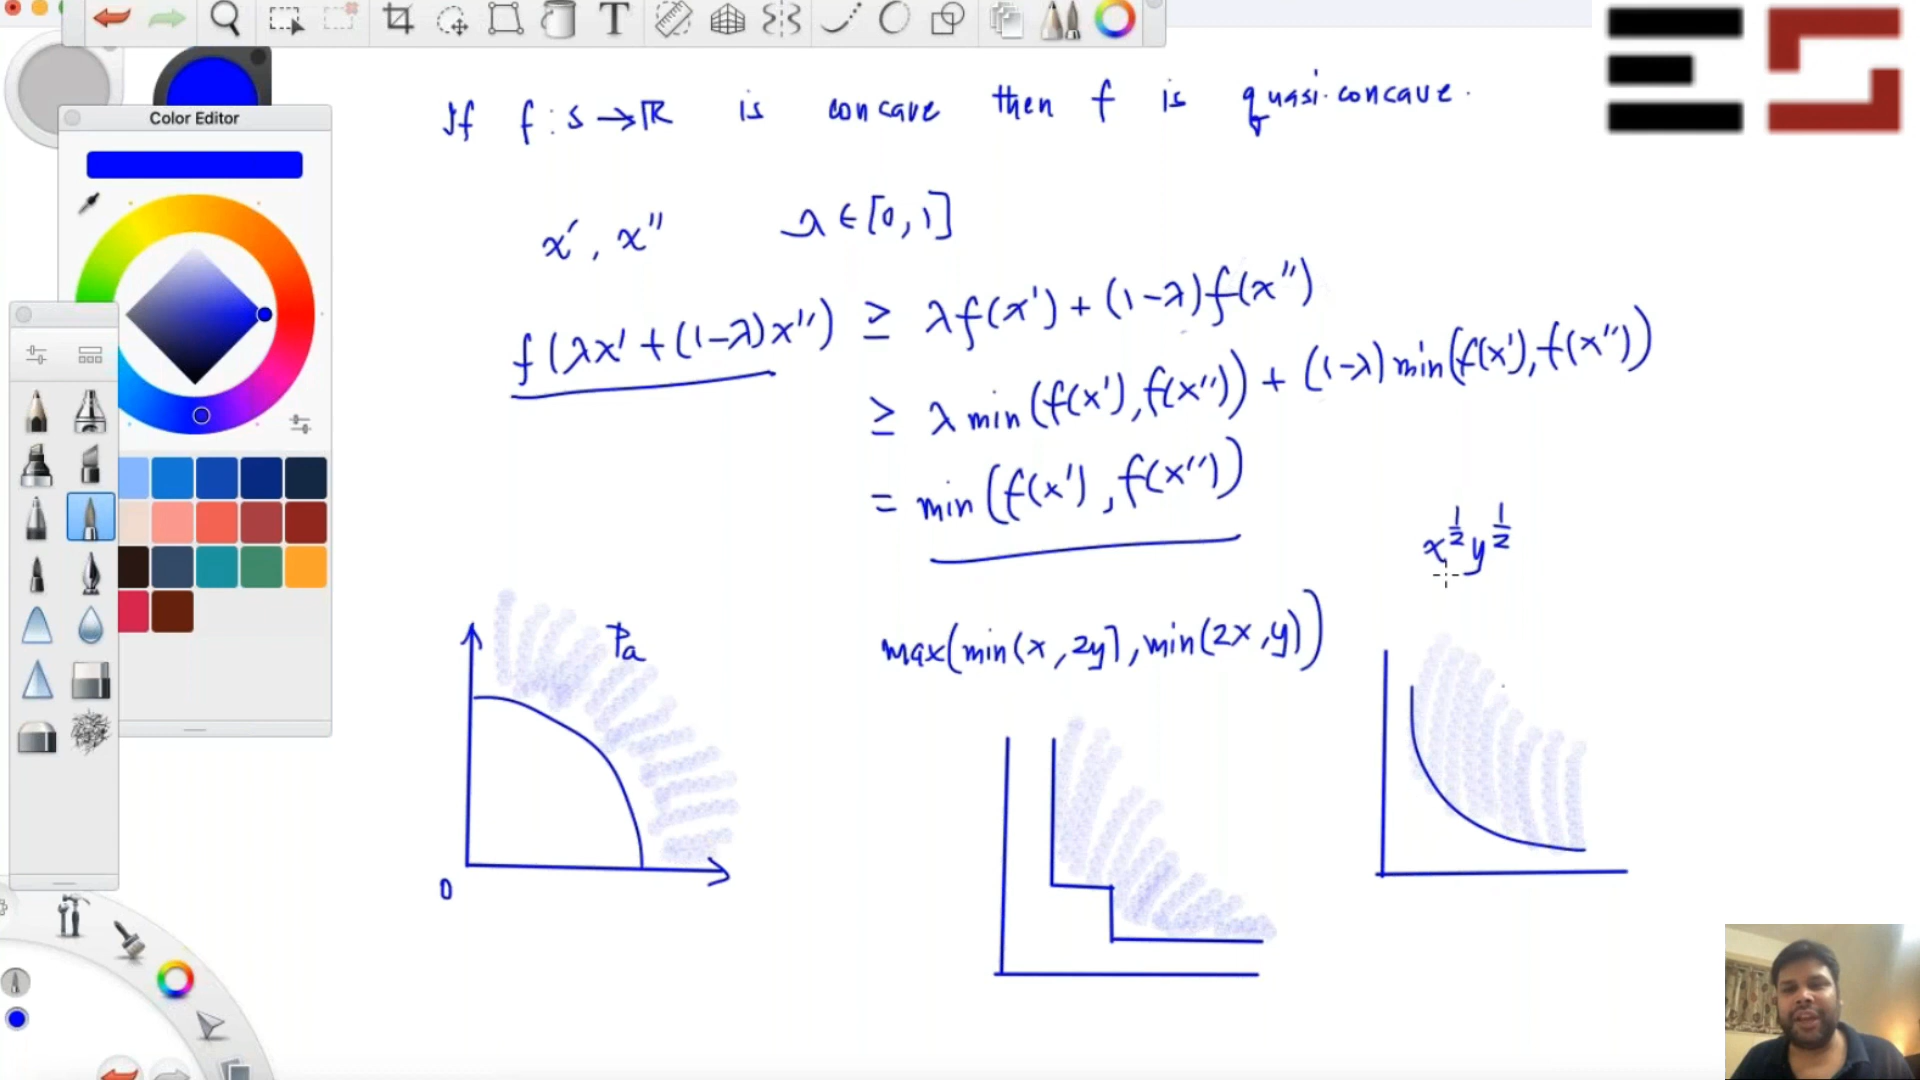 Color Editor
If f : S → ℝ is concave then f is quasi-concave.
x′, x″ λ ∈ [0, 1]
f(λx′ + (1-λ)x″) ≥ λf(x′) + (1-λ)f(x″)
≥ λ min(f(x′), f(x″)) + (1-λ) min(f(x′), f(x″))
= min(f(x′), f(x″))
x^{1/2} y^{1/2}
Pa
max(min(x, 2y), min(2x, y))
0
ES
T